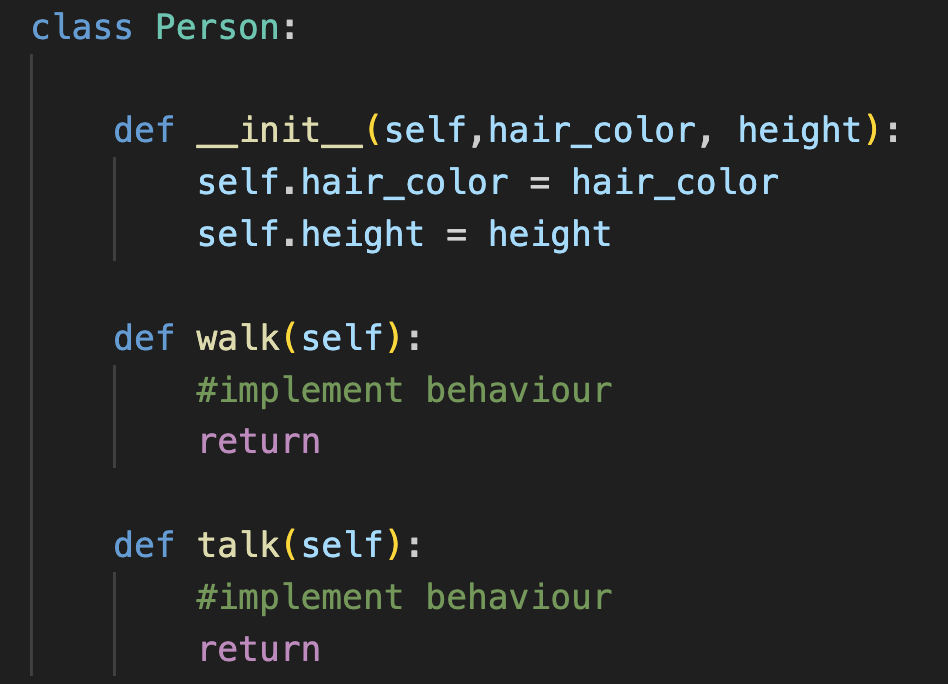 class Person:
def __init__(self,hair_color, height):
self.hair_color = hair_color
self.height = height
def walk(self):
#implement behaviour
return
def talk(self):
#implement behaviour
return